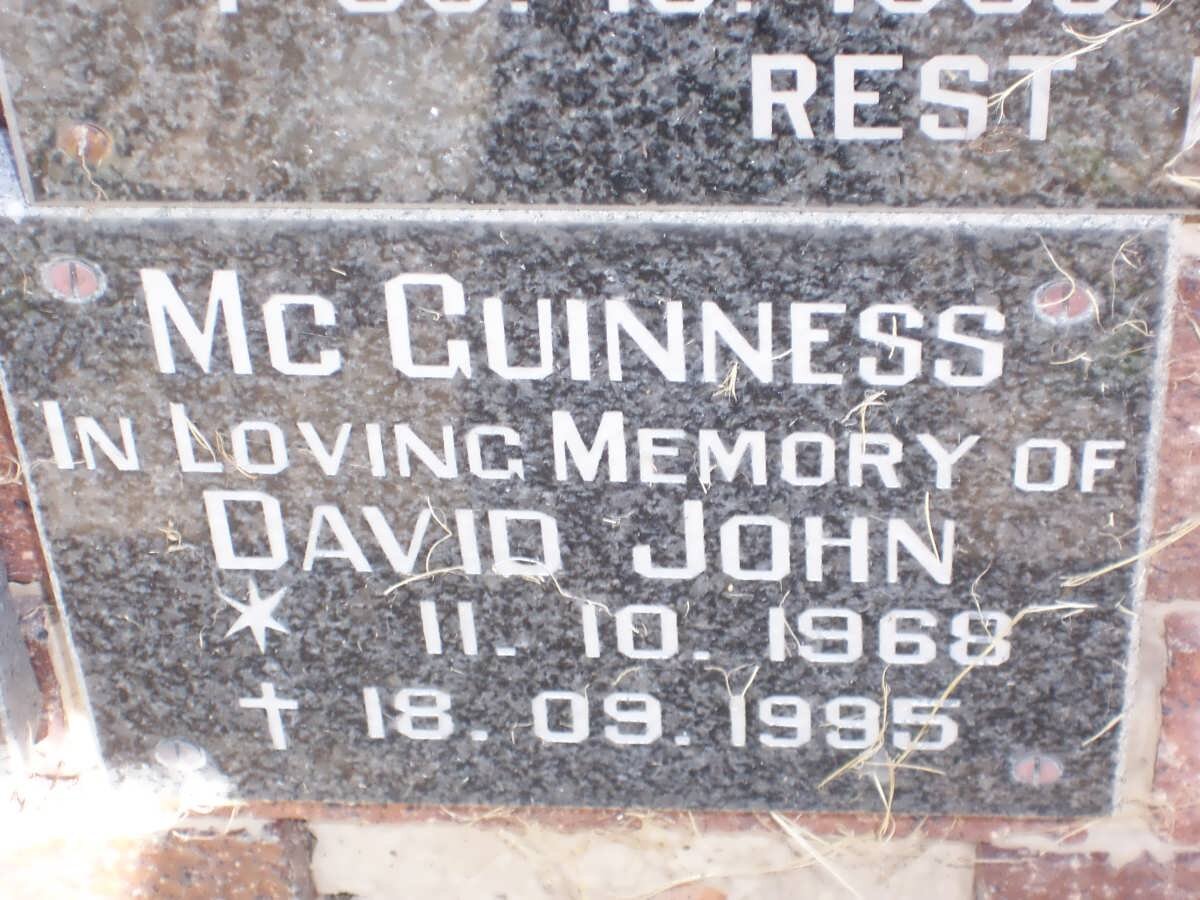 REST
MC GUINNESS
IN LOVING MEMORY OF
DAVID JOHN
* 11. 10. 1968
† 18. 09. 1995